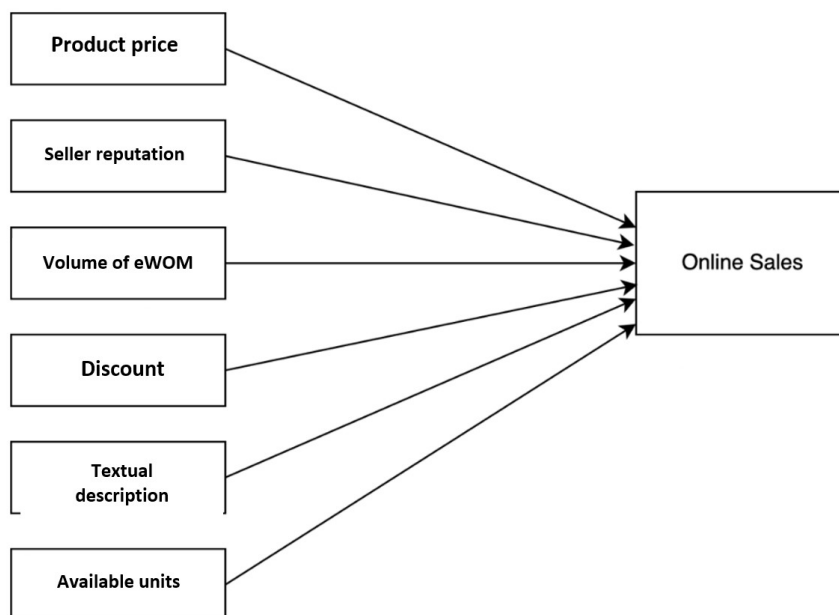 Product price
Seller reputation
Volume of eWOM
Online Sales
Discount
Textual
description
Available units